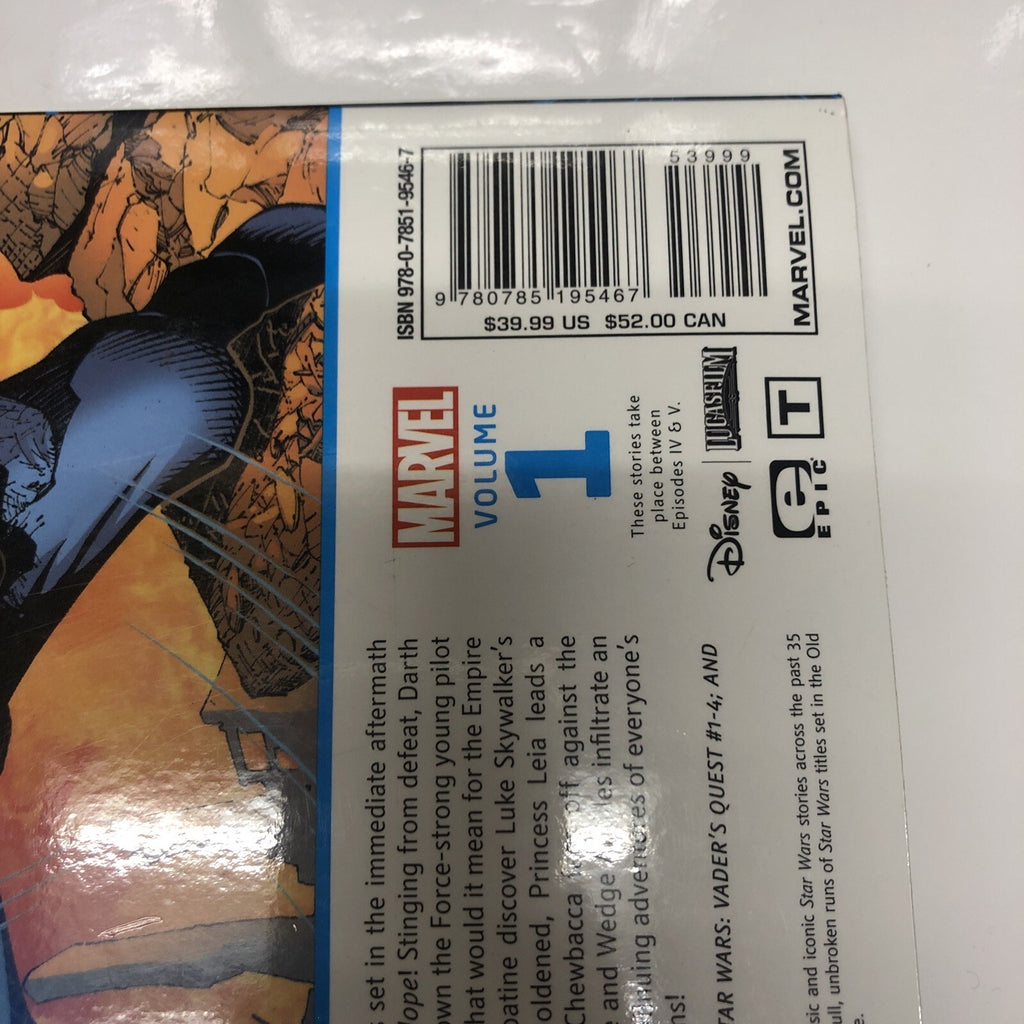 ISBN 978-0-7851-9546-7
53999
9 780785 195467
$39.99 US $52.00 CAN
MARVEL.COM
MARVEL
VOLUME
1
These stories take
place between
Episodes IV & V.
DISNEY | LUCASFILM
e
EPIC
T
set in the immediate aftermath
Hope! Stinging from defeat, Darth
own the Force-strong young pilot
hat would it mean for the Empire
patine discover Luke Skywalker's
oldened, Princess Leia leads a
Chewbacca off against the
and Wedge infiltrate an
nuing adventures of everyone's
ns!
TAR WARS: VADER'S QUEST #1-4; AND
sic and iconic Star Wars stories across the past 35
ull, unbroken runs of Star Wars titles set in the Old
e.